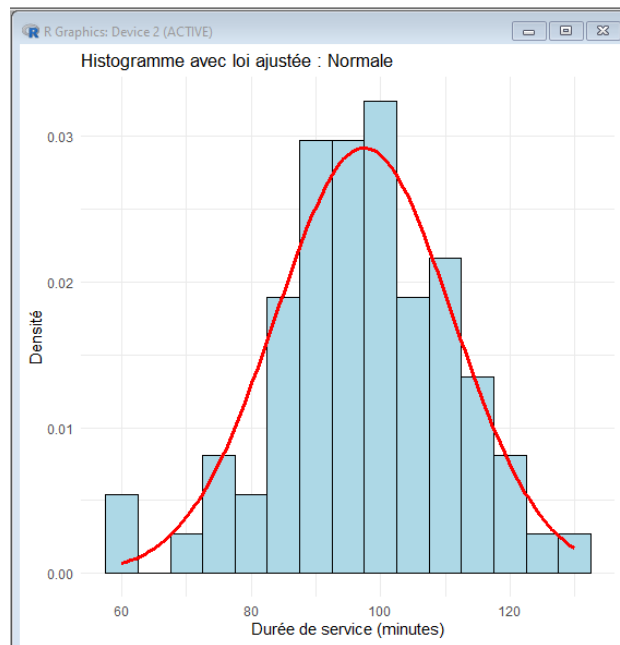 R Graphics: Device 2 (ACTIVE)
Histogramme avec loi ajustée : Normale
0.03
0.02
0.01
0.00
Densité
60 80 100 120
Durée de service (minutes)